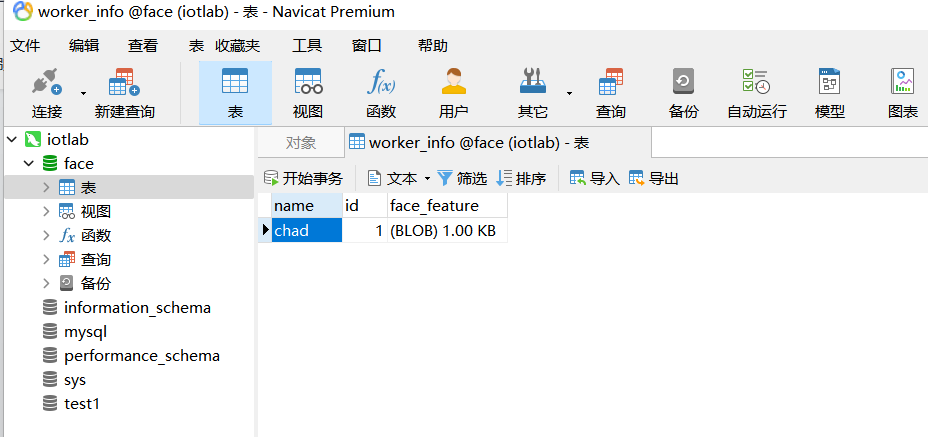 worker_info @face (iotlab) - 表 - Navicat Premium
文件 编辑 查看 表 收藏夹 工具 窗口 帮助
连接 新建查询 表 视图 函数 用户 其它 查询 备份 自动运行 模型 图表
iotlab
face
表
视图
函数
查询
备份
information_schema
mysql
performance_schema
sys
test1
对象 worker_info @face (iotlab) - 表
开始事务 文本 筛选 排序 导入 导出
name id face_feature
chad 1 (BLOB) 1.00 KB